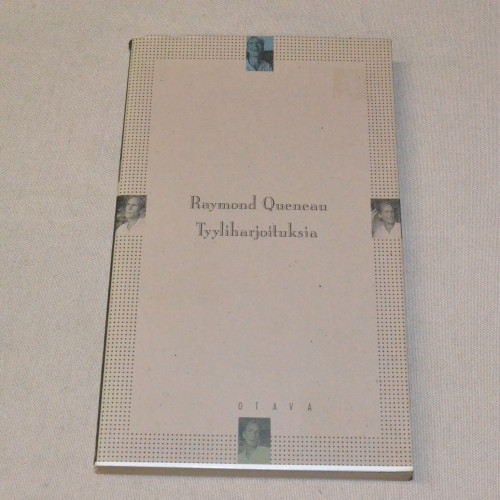 Raymond Queneau
Tyyliharjoituksia
OTAVA